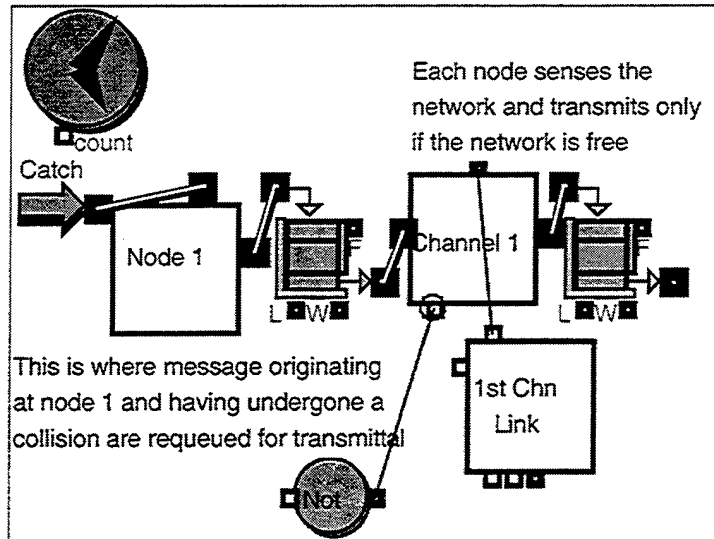 count
Each node senses the
network and transmits only
if the network is free
Catch
Node 1
F
L W
Channel 1
F
L W
This is where message originating
at node 1 and having undergone a
collision are requeued for transmittal
1st Chn
Link
Not